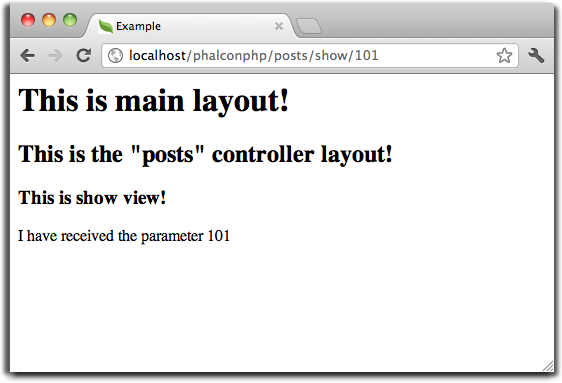 Example
localhost/phalconphp/posts/show/101
This is main layout!
This is the "posts" controller layout!
This is show view!
I have received the parameter 101